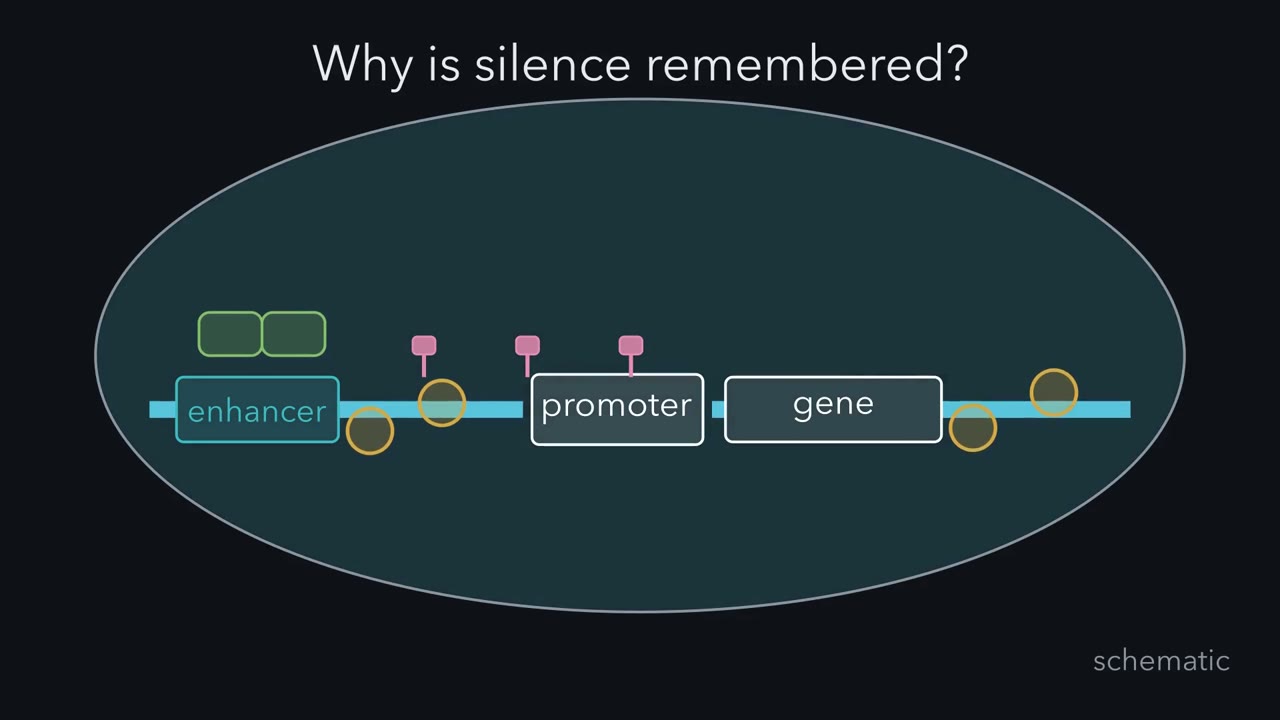 Why is silence remembered?
enhancer
promoter
gene
schematic